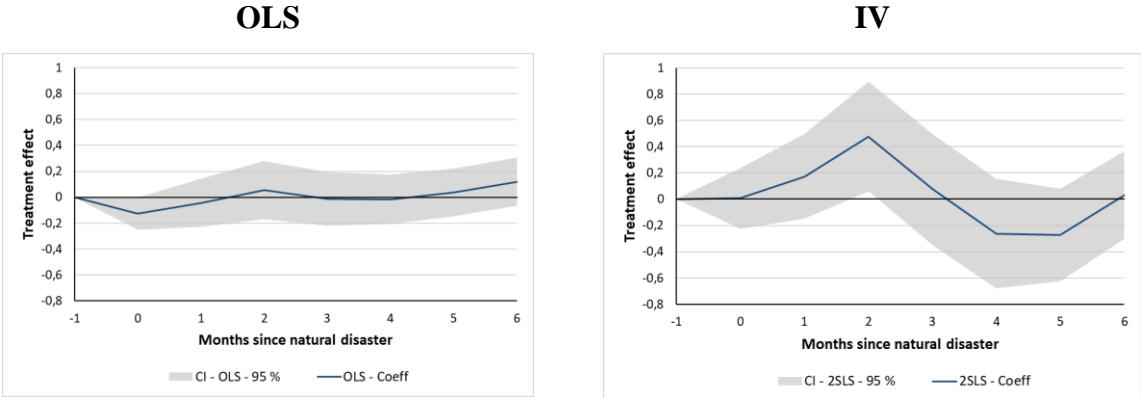 OLS
IV
1
0,8
0,6
0,4
0,2
0
-0,2
-0,4
-0,6
-0,8
Treatment effect
-1 0 1 2 3 4 5 6
Months since natural disaster
CI - OLS - 95 % OLS - Coeff
1
0,8
0,6
0,4
0,2
0
-0,2
-0,4
-0,6
-0,8
Treatment effect
-1 0 1 2 3 4 5 6
Months since natural disaster
CI - 2SLS - 95 % 2SLS - Coeff